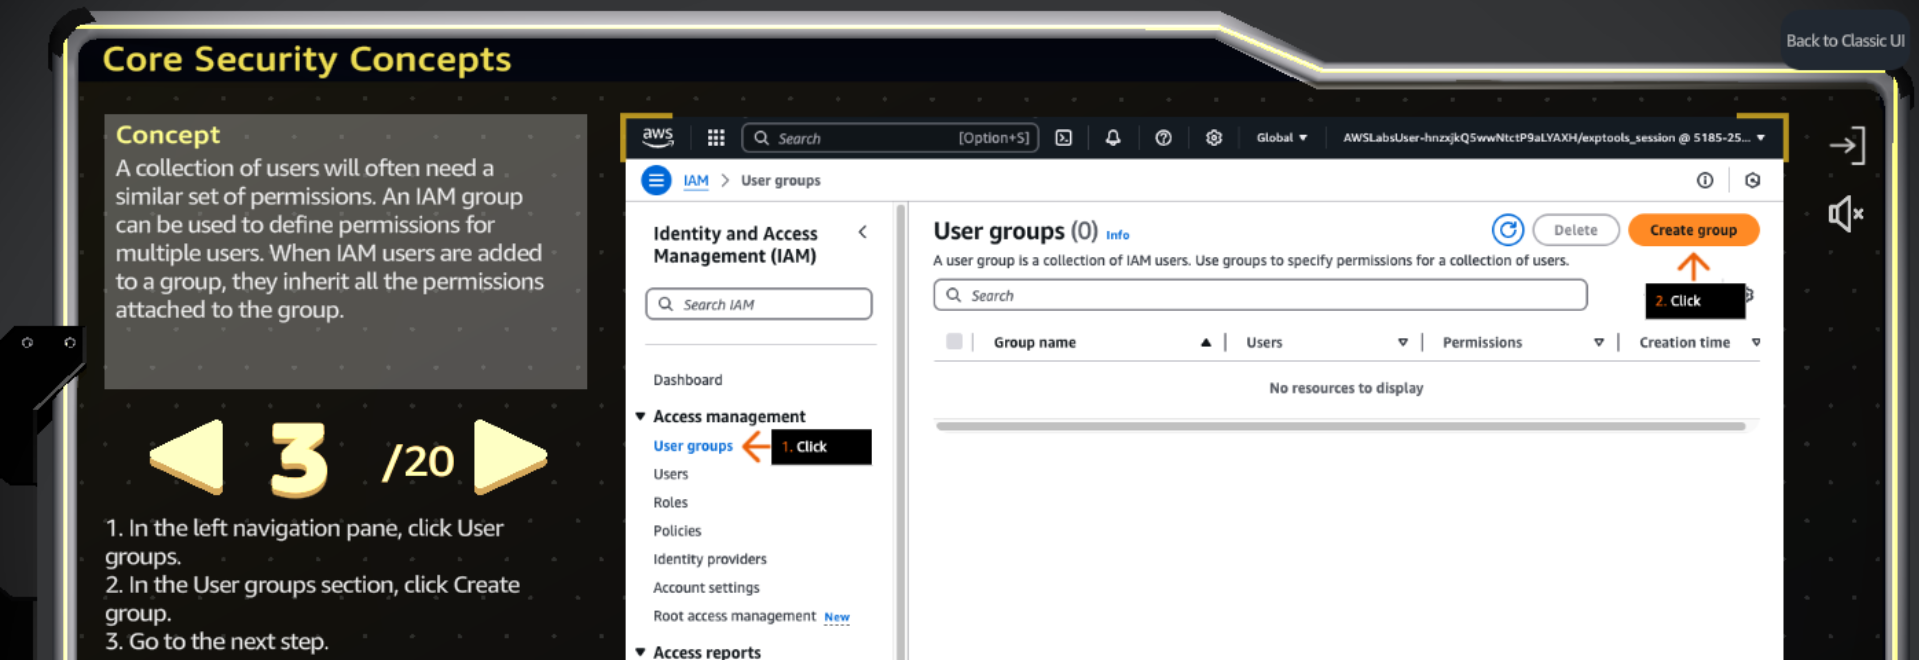 Back to Classic UI
Core Security Concepts
Concept
A collection of users will often need a
similar set of permissions. An IAM group
can be used to define permissions for
multiple users. When IAM users are added
to a group, they inherit all the permissions
attached to the group.
3 /20
1. In the left navigation pane, click User
groups.
2. In the User groups section, click Create
group.
3. Go to the next step.
aws Search [Option+S] Global AWSLabsUser-hnzxjkQ5wwNtctP9aLYAXH/exptools_session @ 5185-25...
IAM > User groups
Identity and Access
Management (IAM)
Search IAM
Dashboard
Access management
User groups 1. Click
Users
Roles
Policies
Identity providers
Account settings
Root access management New
Access reports
User groups (0) Info Delete Create group
A user group is a collection of IAM users. Use groups to specify permissions for a collection of users.
Search
2. Click
Group name Users Permissions Creation time
No resources to display